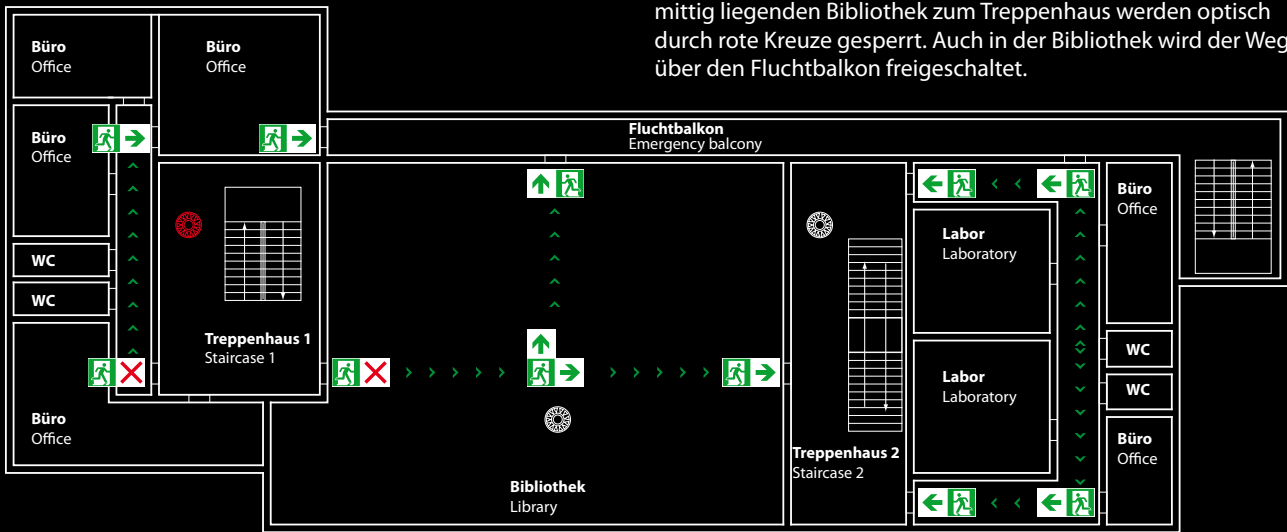 mittig liegenden Bibliothek zum Treppenhaus werden optisch
durch rote Kreuze gesperrt. Auch in der Bibliothek wird der Weg
über den Fluchtbalkon freigeschaltet.
Büro
Office
Büro
Office
Büro
Office
Fluchtbalkon
Emergency balcony
Büro
Office
Labor
Laboratory
WC
WC
Treppenhaus 1
Staircase 1
WC
Labor
Laboratory
WC
Büro
Office
Büro
Office
Treppenhaus 2
Staircase 2
Bibliothek
Library